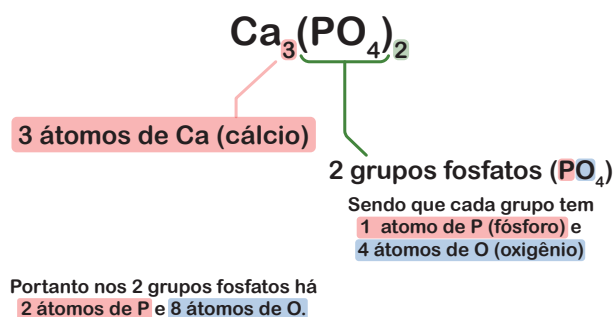 Ca₃(PO₄)₂
3 átomos de Ca (cálcio)
2 grupos fosfatos (PO₄)
Sendo que cada grupo tem
1 atomo de P (fósforo) e
4 átomos de O (oxigênio)
Portanto nos 2 grupos fosfatos há
2 átomos de P e 8 átomos de O.